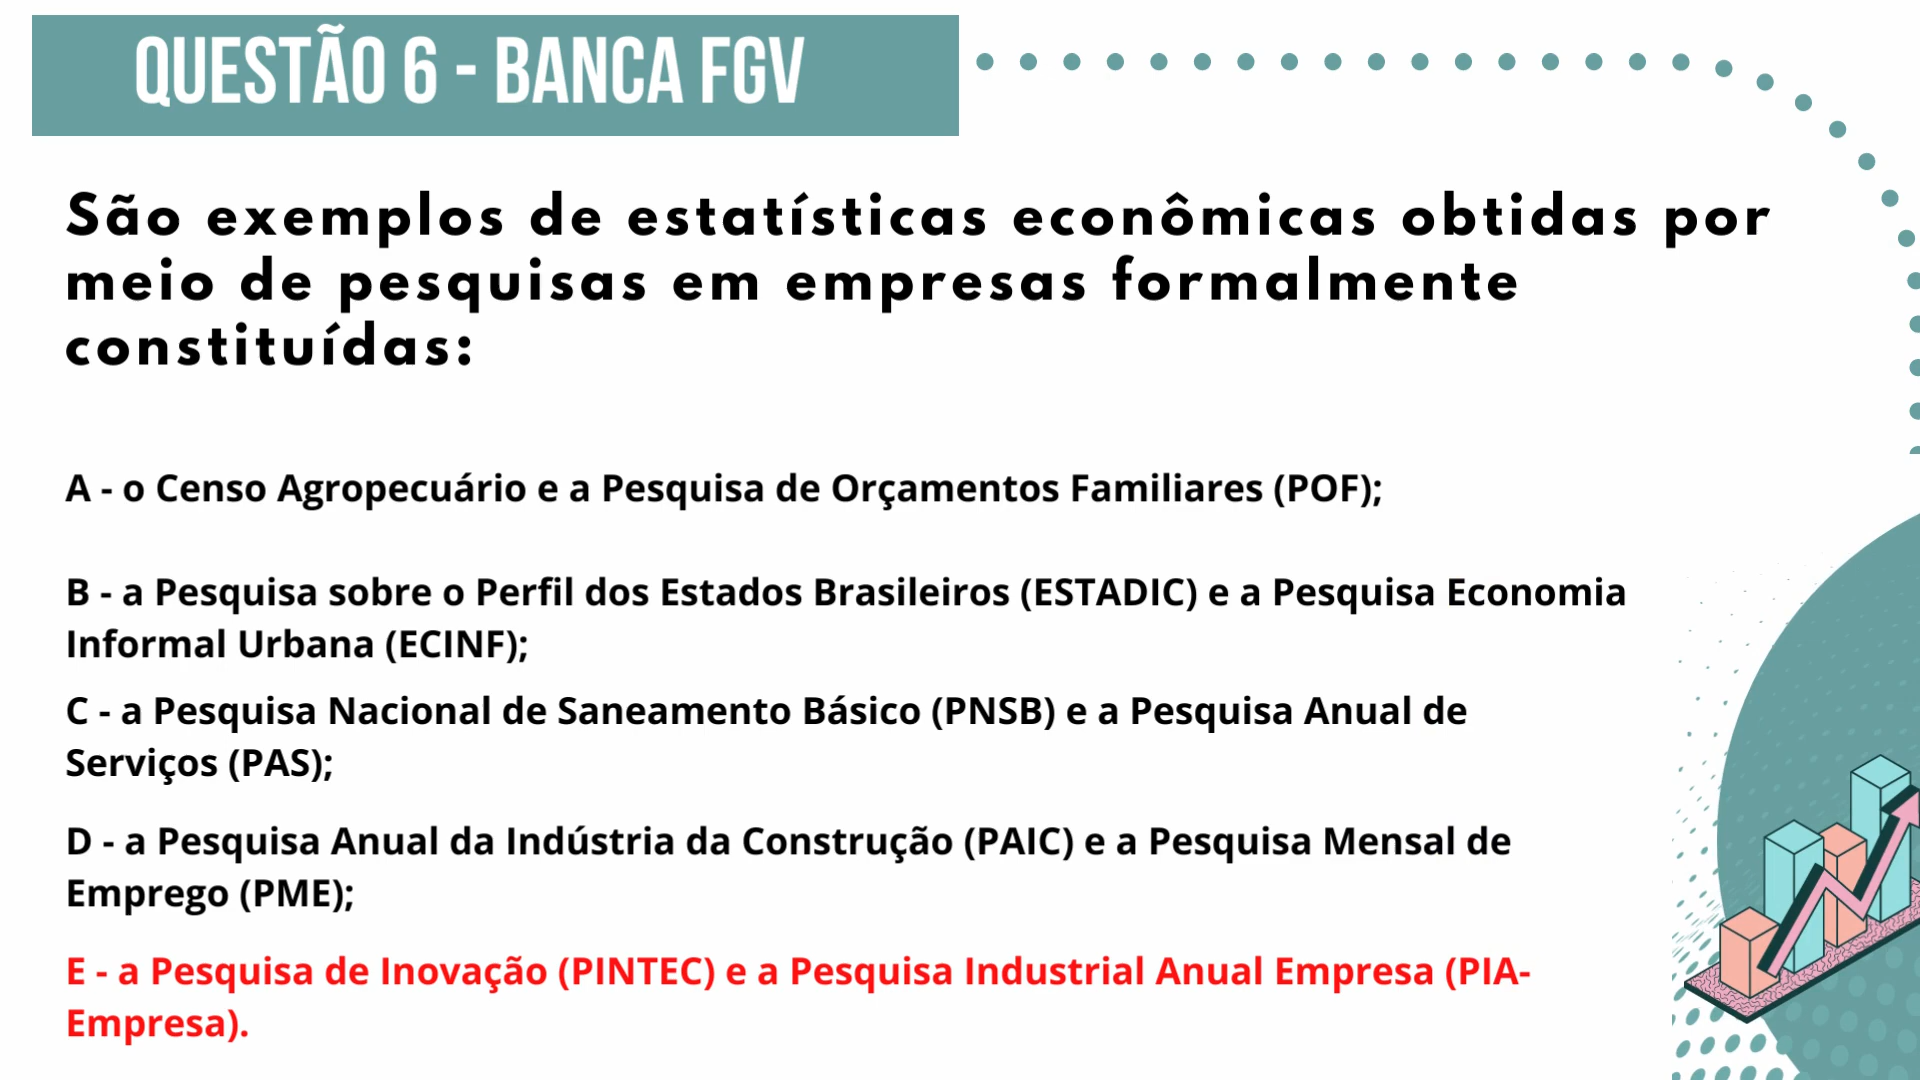 QUESTÃO 6 - BANCA FGV
São exemplos de estatísticas econômicas obtidas por
meio de pesquisas em empresas formalmente
constituídas:
A - o Censo Agropecuário e a Pesquisa de Orçamentos Familiares (POF);
B - a Pesquisa sobre o Perfil dos Estados Brasileiros (ESTADIC) e a Pesquisa Economia
Informal Urbana (ECINF);
C - a Pesquisa Nacional de Saneamento Básico (PNSB) e a Pesquisa Anual de
Serviços (PAS);
D - a Pesquisa Anual da Indústria da Construção (PAIC) e a Pesquisa Mensal de
Emprego (PME);
E - a Pesquisa de Inovação (PINTEC) e a Pesquisa Industrial Anual Empresa (PIA-
Empresa).